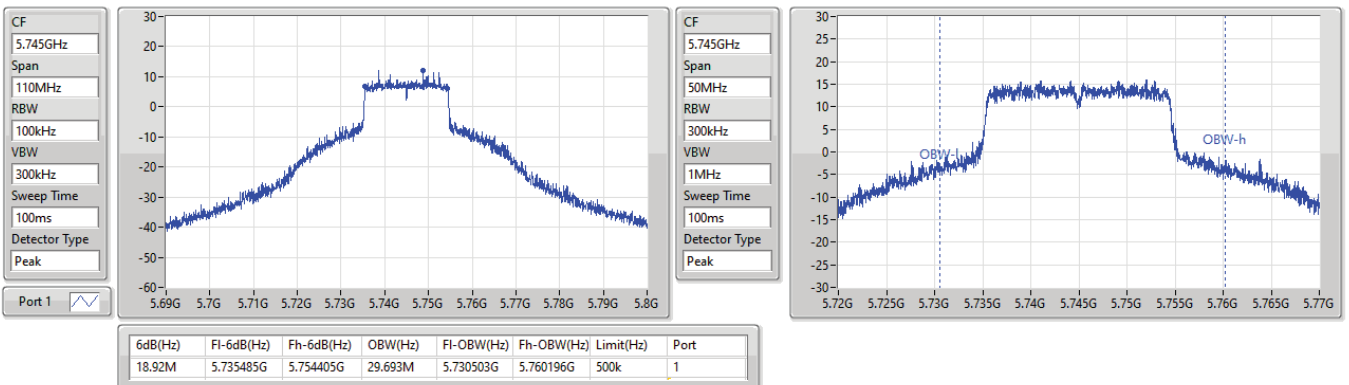 CF
5.745GHz
Span
110MHz
RBW
100kHz
VBW
300kHz
Sweep Time
100ms
Detector Type
Peak
Port 1
30
20
10
0
-10
-20
-30
-40
-50
-60
5.69G 5.7G 5.71G 5.72G 5.73G 5.74G 5.75G 5.76G 5.77G 5.78G 5.79G 5.8G
CF
5.745GHz
Span
50MHz
RBW
300kHz
VBW
1MHz
Sweep Time
100ms
Detector Type
Peak
30
25
20
15
10
5
0
-5
-10
-15
-20
-25
-30
OBW-l
OBW-h
5.72G 5.725G 5.73G 5.735G 5.74G 5.745G 5.75G 5.755G 5.76G 5.765G 5.77G
6dB(Hz) Fl-6dB(Hz) Fh-6dB(Hz) OBW(Hz) Fl-OBW(Hz) Fh-OBW(Hz) Limit(Hz) Port
18.92M 5.735485G 5.754405G 29.693M 5.730503G 5.760196G 500k 1